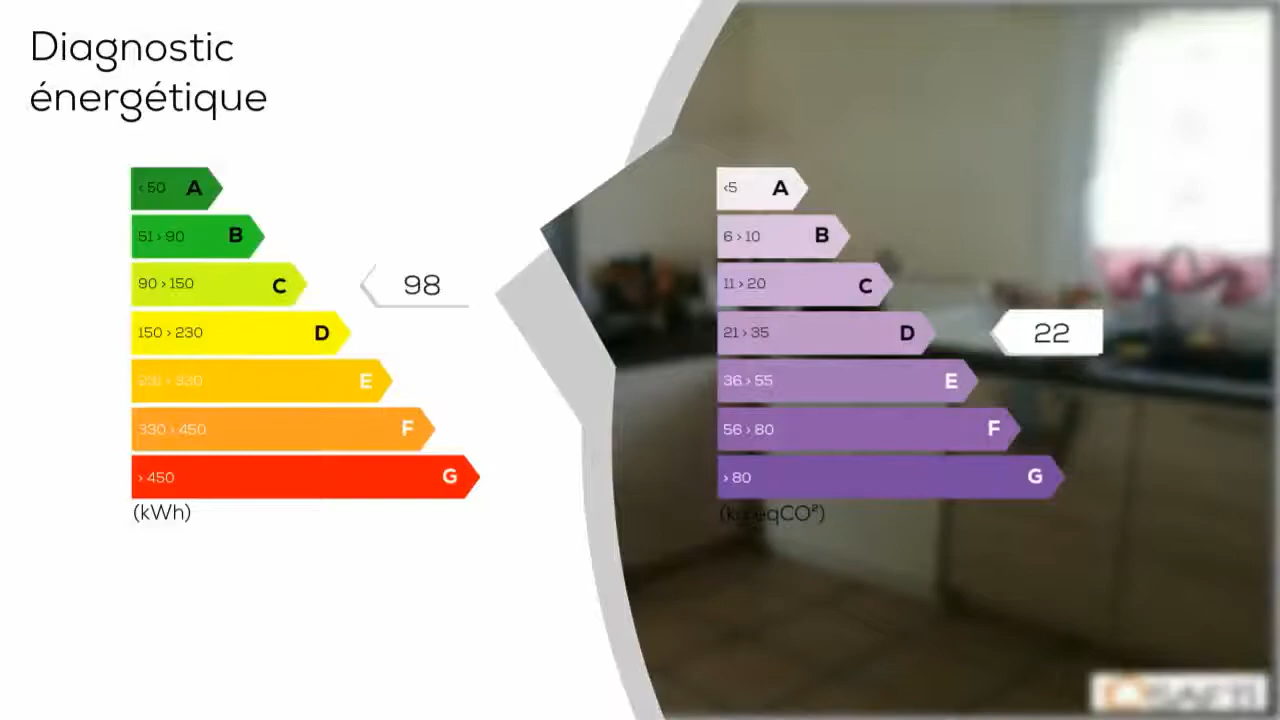 Diagnostic
énergétique
< 50 A
51 > 90 B
90 > 150 C
98
150 > 230 D
E
330 > 450 F
> 450 G
(kWh)
<5 A
6 > 10 B
11 > 20 C
21 > 35 D
22
36 > 55 E
56 > 80 F
> 80 G